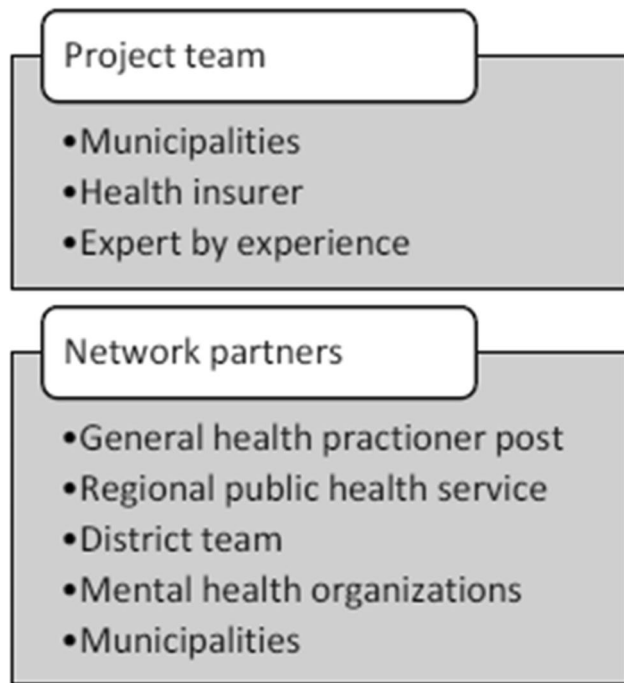 Project team
•Municipalities
•Health insurer
•Expert by experience
Network partners
•General health practioner post
•Regional public health service
•District team
•Mental health organizations
•Municipalities